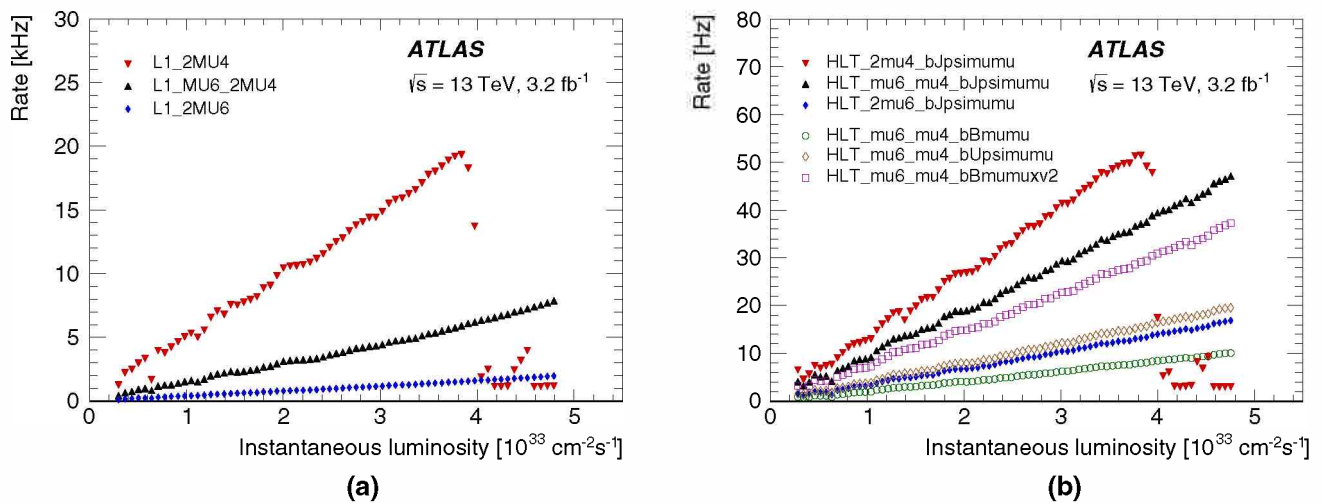 Rate [kHz]
30
25
20
15
10
5
0
ATLAS
√s = 13 TeV, 3.2 fb⁻¹
L1_2MU4
L1_MU6_2MU4
L1_2MU6
0 1 2 3 4 5
Instantaneous luminosity [10³³ cm⁻²s⁻¹]
(a)
Rate [Hz]
80
70
60
50
40
30
20
10
0
ATLAS
√s = 13 TeV, 3.2 fb⁻¹
HLT_2mu4_bJpsimumu
HLT_mu6_mu4_bJpsimumu
HLT_2mu6_bJpsimumu
HLT_mu6_mu4_bBmumu
HLT_mu6_mu4_bUpsimumu
HLT_mu6_mu4_bBmumuxv2
0 1 2 3 4 5
Instantaneous luminosity [10³³ cm⁻²s⁻¹]
(b)